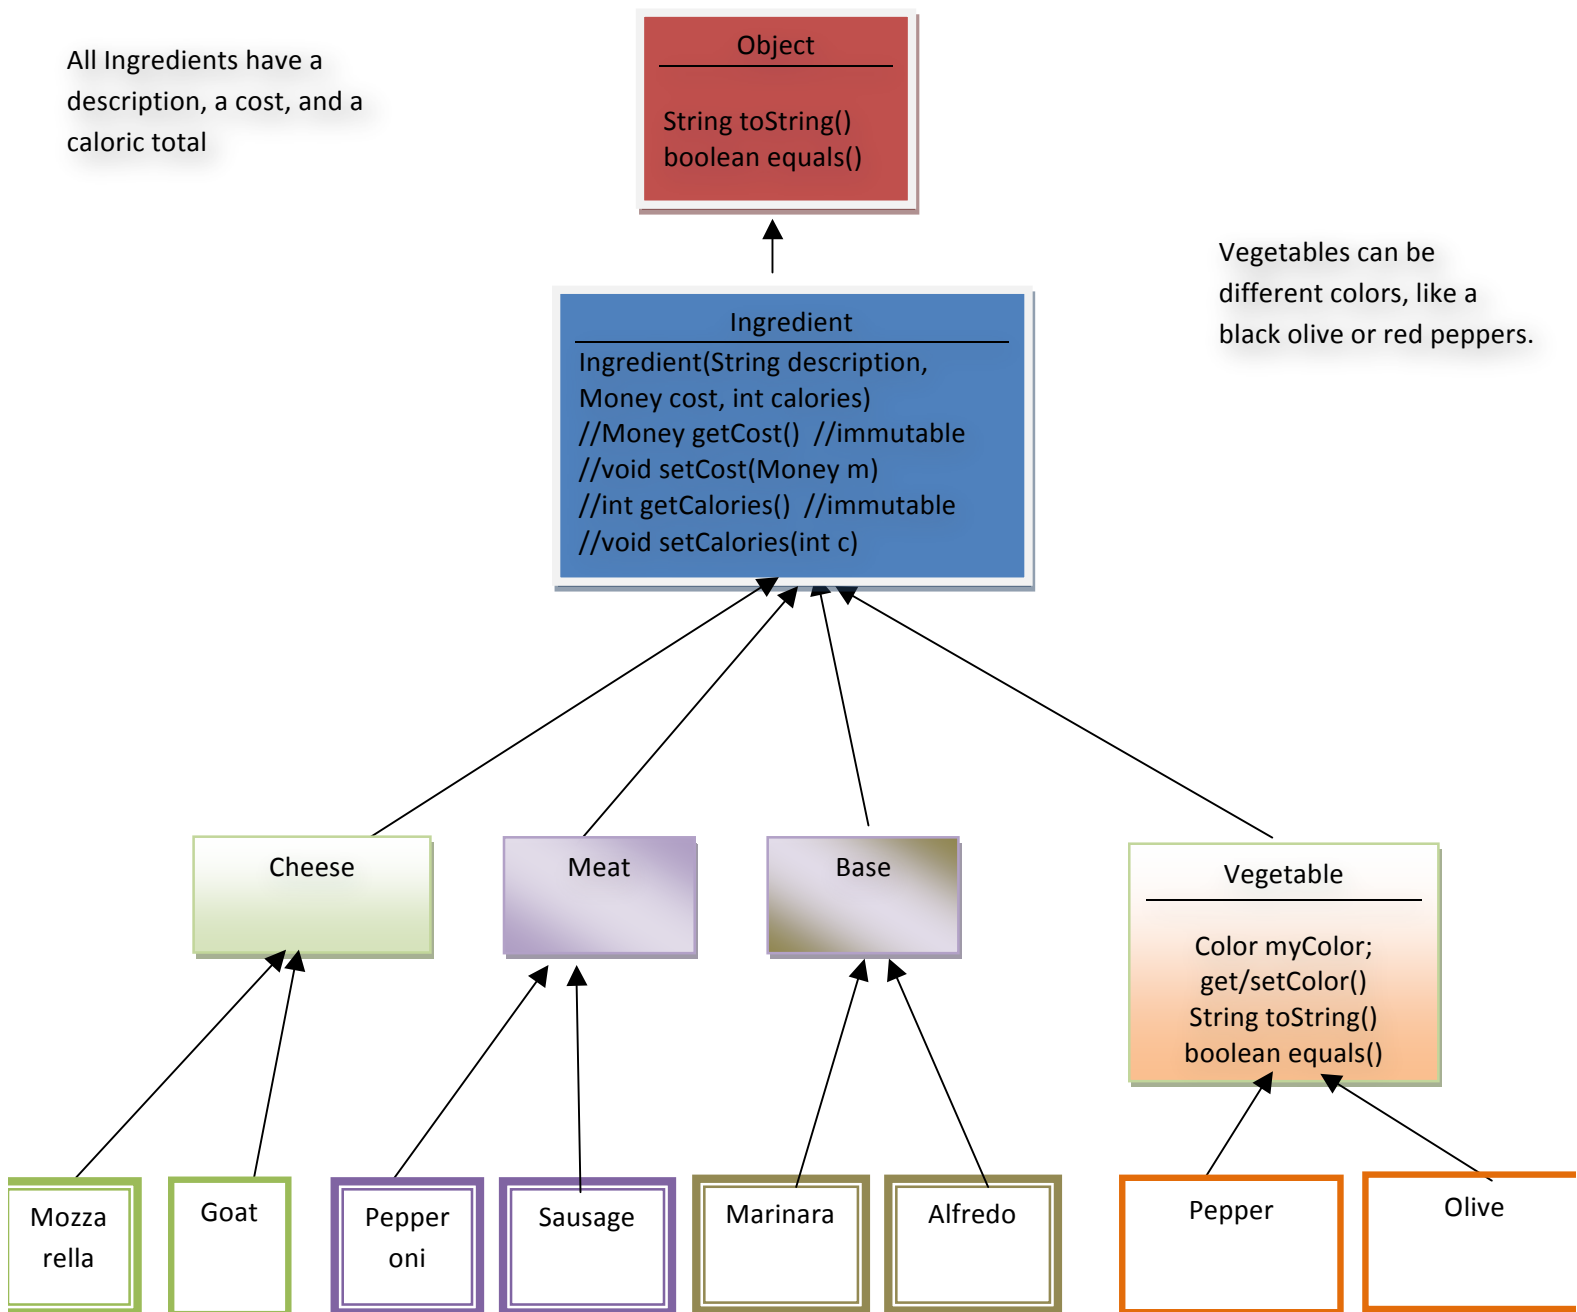 All Ingredients have a
description, a cost, and a
caloric total
Object
String toString()
boolean equals()
Vegetables can be
different colors, like a
black olive or red peppers.
Ingredient
Ingredient(String description,
Money cost, int calories)
//Money getCost() //immutable
//void setCost(Money m)
//int getCalories() //immutable
//void setCalories(int c)
Cheese
Meat
Base
Vegetable
Color myColor;
get/setColor()
String toString()
boolean equals()
Mozza
rella
Goat
Pepper
oni
Sausage
Marinara
Alfredo
Pepper
Olive